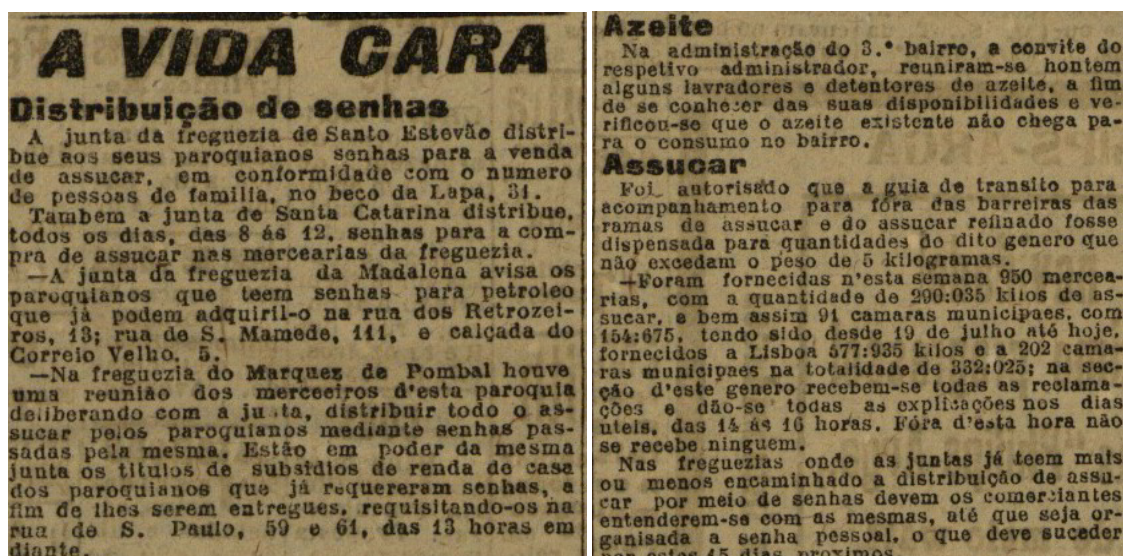 A VIDA CARA
Distribuição de senhas
A junta da freguezia de Santo Estevão distri-
bue aos seus paroquianos senhas para a venda
de assucar, em conformidade com o numero
de pessoas de familia, no beco da Lapa, 31.
Tambem a junta de Santa Catarina distribue,
todos os dias, das 8 ás 12, senhas para a com-
pra de assucar nas mercearias da freguezia.
—A junta da freguezia da Madalena avisa os
paroquianos que teem senhas para petroleo
que já podem adquiril-o na rua dos Retrozei-
ros, 13; rua de S. Mamede, 111, e calçada do
Correio Velho, 5.
—Na freguezia do Marquez de Pombal houve
uma reunião dos merceeiros d'esta paroquia
deliberando com a junta, distribuir todo o as-
sucar pelos paroquianos mediante senhas pas-
sadas pela mesma. Estão em poder da mesma
junta os titulos de subsidios de renda de casa
dos paroquianos que já requereram senhas, a
fim de lhes serem entregues, requisitando-os na
rua de S. Paulo, 59 e 61, das 13 horas em
diante.
Azeite
Na administração do 3.º bairro, a convite do
respetivo administrador, reuniram-se hontem
alguns lavradores e detentores de azeite, a fim
de se conhecer das suas disponibilidades e ve-
rificou-se que o azeite existente não chega pa-
ra o consumo no bairro.
Assucar
Foi autorisado que a guia de transito para
acompanhamento para fóra das barreiras das
ramas de assucar e do assucar refinado fosse
dispensada para quantidades do dito genero que
não excedam o peso de 5 kilogramas.
—Foram fornecidas n'esta semana 950 mercea-
rias, com a quantidade de 290:035 kilos de as-
sucar, e bem assim 91 camaras municipaes, com
154:675, tendo sido desde 19 de julho até hoje,
fornecidos a Lisboa 577:935 kilos e a 202 cama-
ras municipaes na totalidade de 332:025; na sec-
ção d'este genero recebem-se todas as reclama-
ções e dão-se todas as explicações nos dias
uteis, das 14 ás 16 horas. Fóra d'esta hora não
se recebe ninguem.
Nas freguezias onde as juntas já teem mais
ou menos encaminhado a distribuição de assu-
car por meio de senhas devem os comerciantes
entenderem-se com as mesmas, até que seja or-
ganisada a senha pessoal, o que deve suceder
por estes 15 dias proximos.